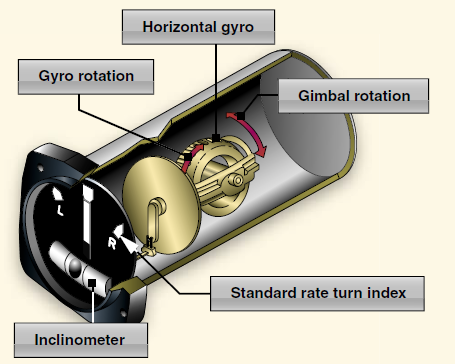 Horizontal gyro
Gyro rotation
Gimbal rotation
L
R
Standard rate turn index
Inclinometer